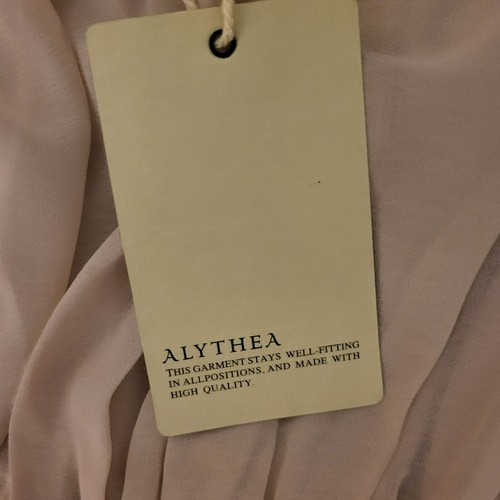 ALYTHEA
THIS GARMENT STAYS WELL-FITTING
IN ALLPOSITIONS, AND MADE WITH
HIGH QUALITY.